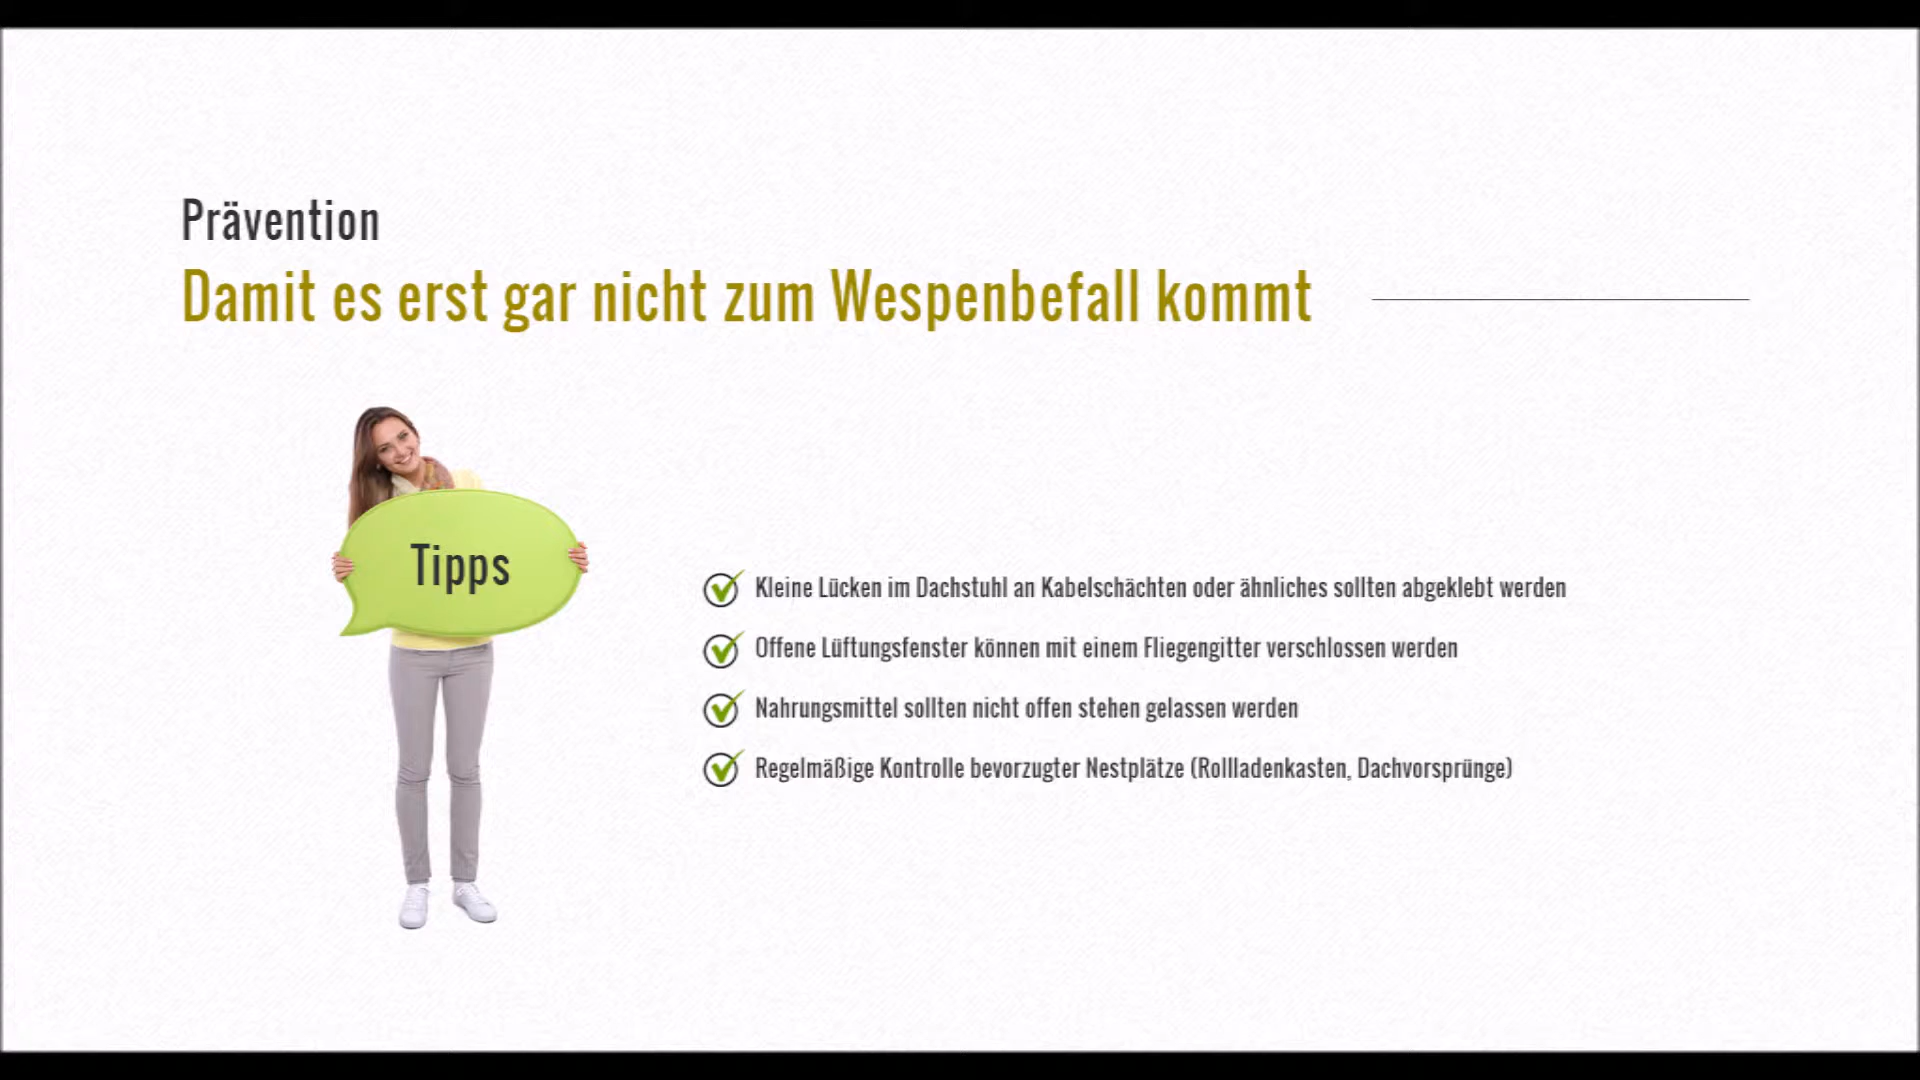 Prävention
Damit es erst gar nicht zum Wespenbefall kommt
Tipps
Kleine Lücken im Dachstuhl an Kabelschächten oder ähnliches sollten abgeklebt werden
Offene Lüftungsfenster können mit einem Fliegengitter verschlossen werden
Nahrungsmittel sollten nicht offen stehen gelassen werden
Regelmäßige Kontrolle bevorzugter Nestplätze (Rollladenkasten, Dachvorsprünge)